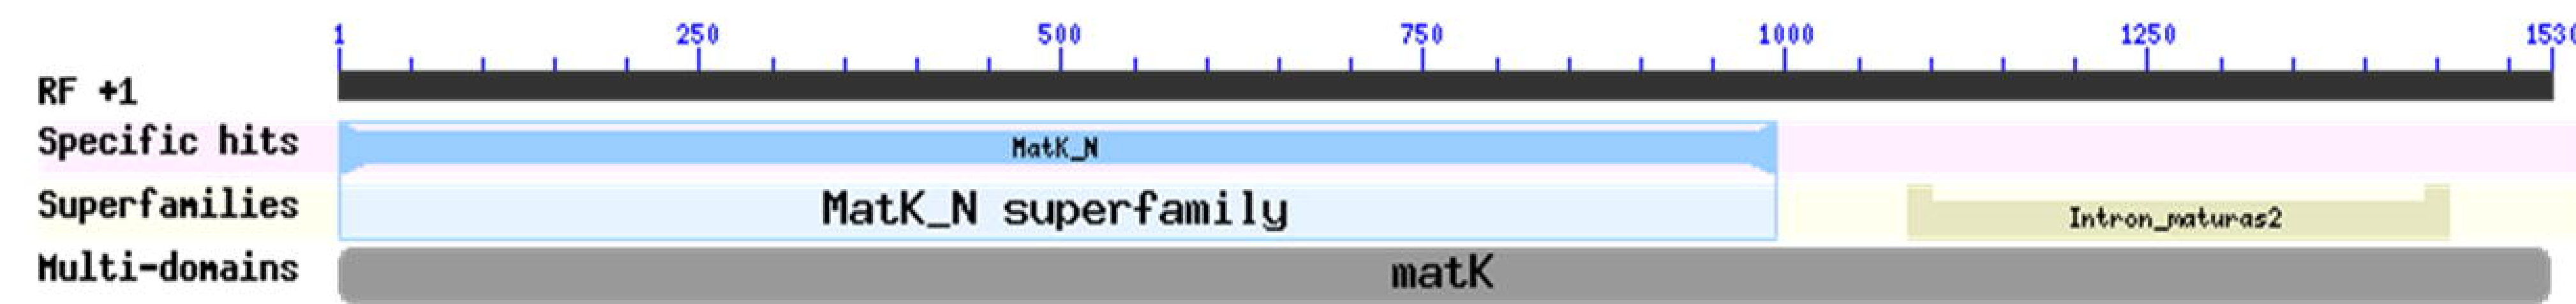 1 250 500 750 1000 1250 1530
RF +1
Specific hits MatK_N
Superfamilies MatK_N superfamily Intron_maturas2
Multi-domains matK